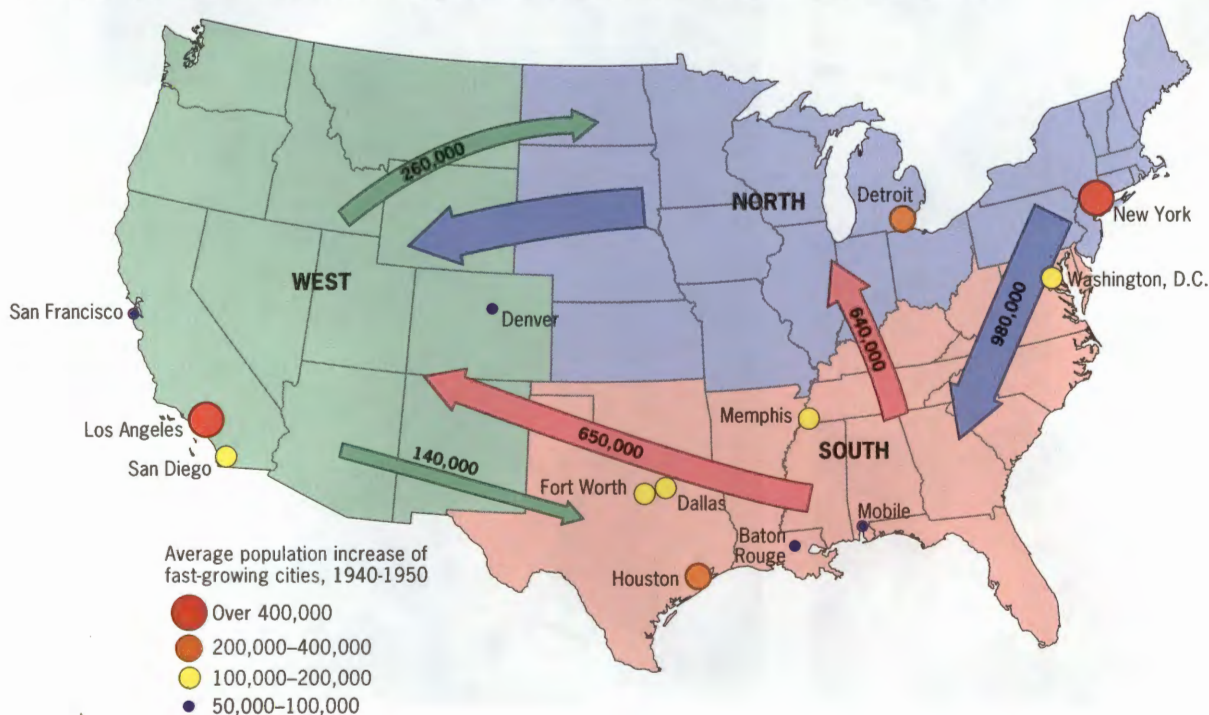 260,000
NORTH
Detroit
New York
WEST
Washington, D.C.
980,000
San Francisco
Denver
640,000
Los Angeles
Memphis
650,000
SOUTH
San Diego
140,000
Fort Worth
Dallas
Mobile
Baton
Rouge
Houston
Average population increase of
fast-growing cities, 1940-1950
Over 400,000
200,000–400,000
100,000–200,000
50,000–100,000